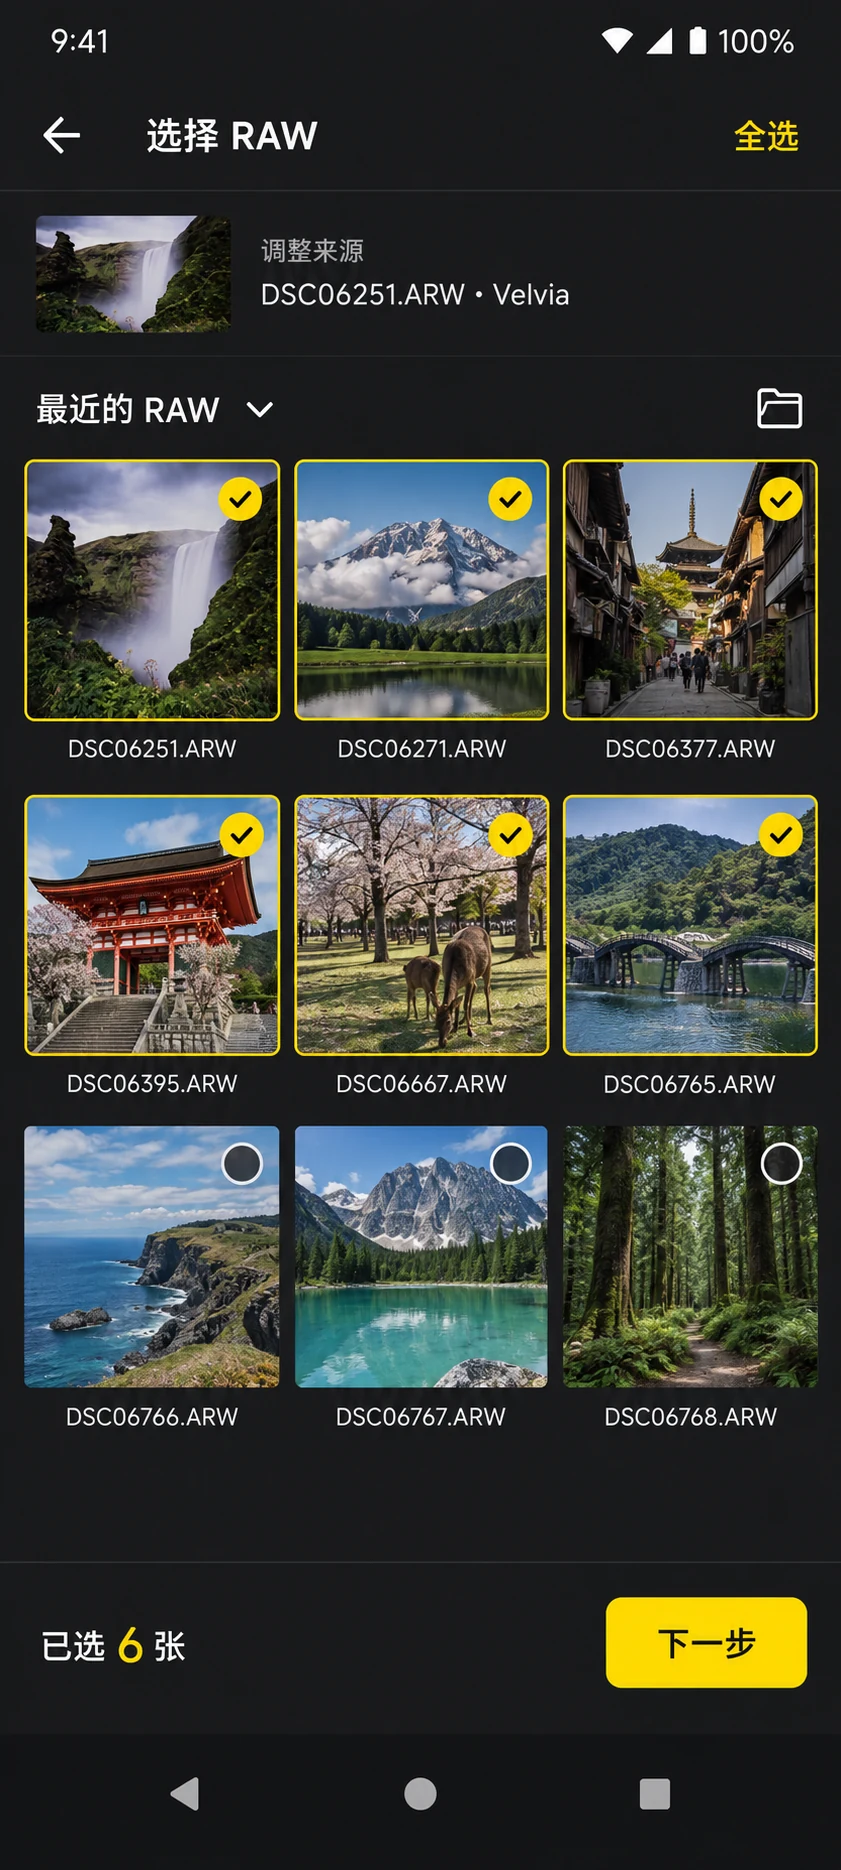 9:41 100%
选择 RAW 全选
调整来源
DSC06251.ARW • Velvia
最近的 RAW
DSC06251.ARW DSC06271.ARW DSC06377.ARW
DSC06395.ARW DSC06667.ARW DSC06765.ARW
DSC06766.ARW DSC06767.ARW DSC06768.ARW
已选 6 张 下一步